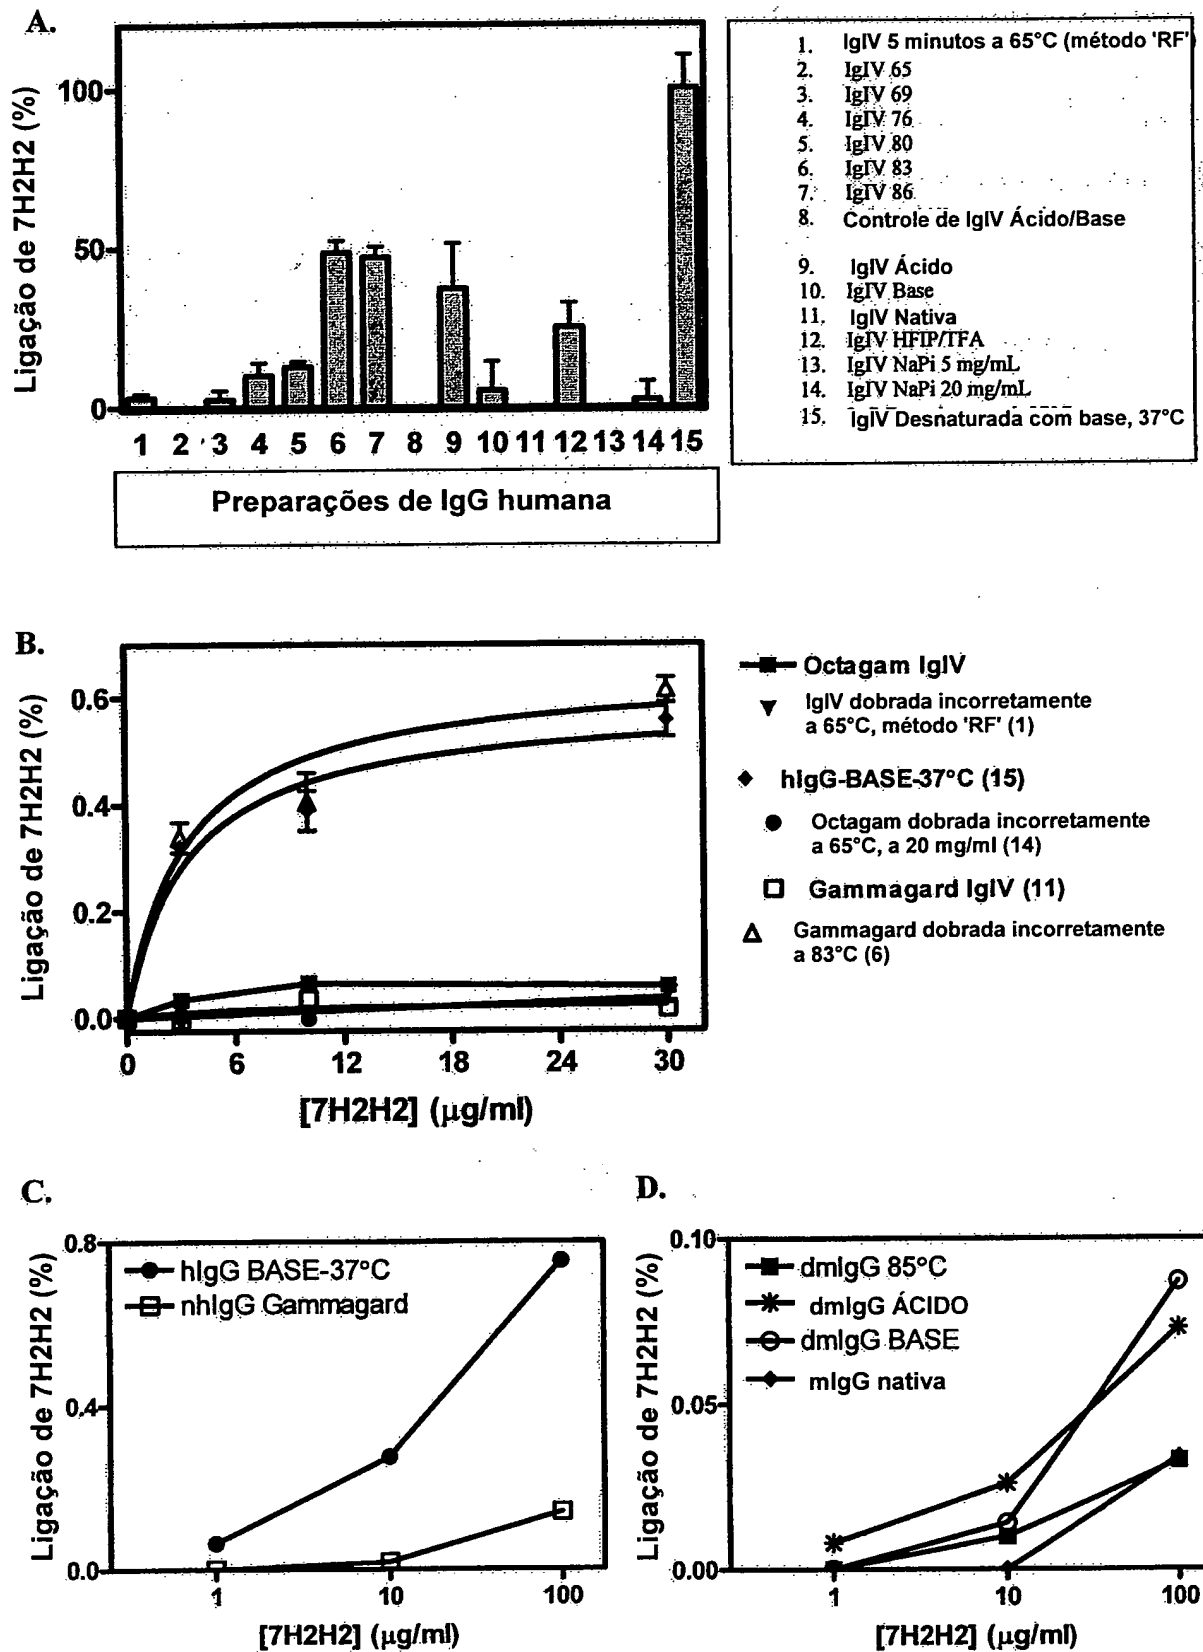 A.
Ligação de 7H2H2 (%)
100
50
0
1 2 3 4 5 6 7 8 9 10 11 12 13 14 15
Preparações de IgG humana
1. IgIV 5 minutos a 65°C (método 'RF')
2. IgIV 65
3. IgIV 69
4. IgIV 76
5. IgIV 80
6. IgIV 83
7. IgIV 86
8. Controle de IgIV Ácido/Base
9. IgIV Ácido
10. IgIV Base
11. IgIV Nativa
12. IgIV HFIP/TFA
13. IgIV NaPi 5 mg/mL
14. IgIV NaPi 20 mg/mL
15. IgIV Desnaturada com base, 37°C
B.
Ligação de 7H2H2 (%)
0.6
0.4
0.2
0.0
0 6 12 18 24 30
[7H2H2] (µg/ml)
Octagam IgIV
IgIV dobrada incorretamente
a 65°C, método 'RF' (1)
hIgG-BASE-37°C (15)
Octagam dobrada incorretamente
a 65°C, a 20 mg/ml (14)
Gammagard IgIV (11)
Gammagard dobrada incorretamente
a 83°C (6)
C.
Ligação de 7H2H2 (%)
0.8
0.4
0.0
hIgG BASE-37°C
nhIgG Gammagard
1 10 100
[7H2H2] (µg/ml)
D.
Ligação de 7H2H2 (%)
0.10
0.05
0.00
dmIgG 85°C
dmIgG ÁCIDO
dmIgG BASE
mIgG nativa
1 10 100
[7H2H2] (µg/ml)